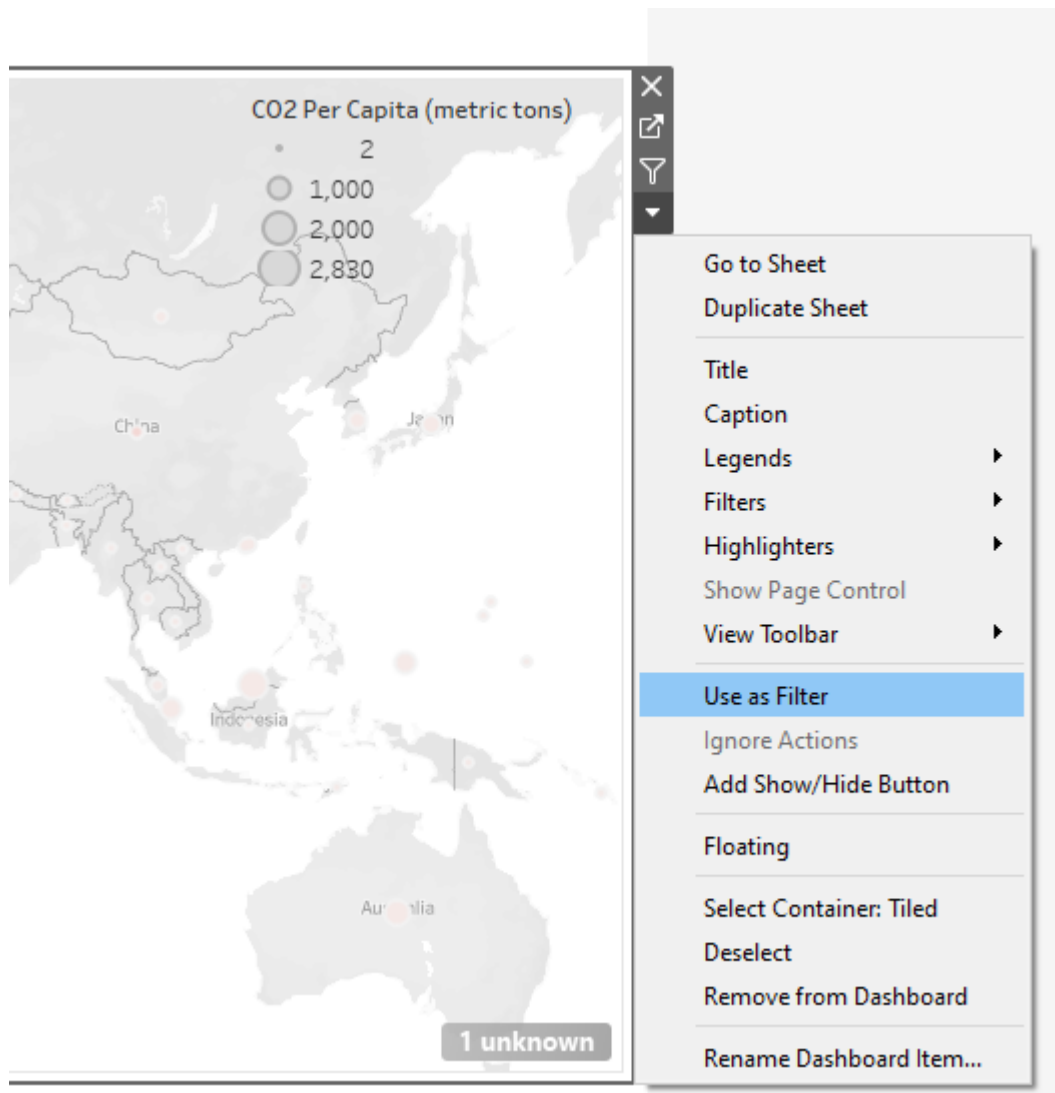 CO2 Per Capita (metric tons)
2
1,000
2,000
2,830
China
Japan
Indonesia
Australia
1 unknown
Go to Sheet
Duplicate Sheet
Title
Caption
Legends
Filters
Highlighters
Show Page Control
View Toolbar
Use as Filter
Ignore Actions
Add Show/Hide Button
Floating
Select Container: Tiled
Deselect
Remove from Dashboard
Rename Dashboard Item...